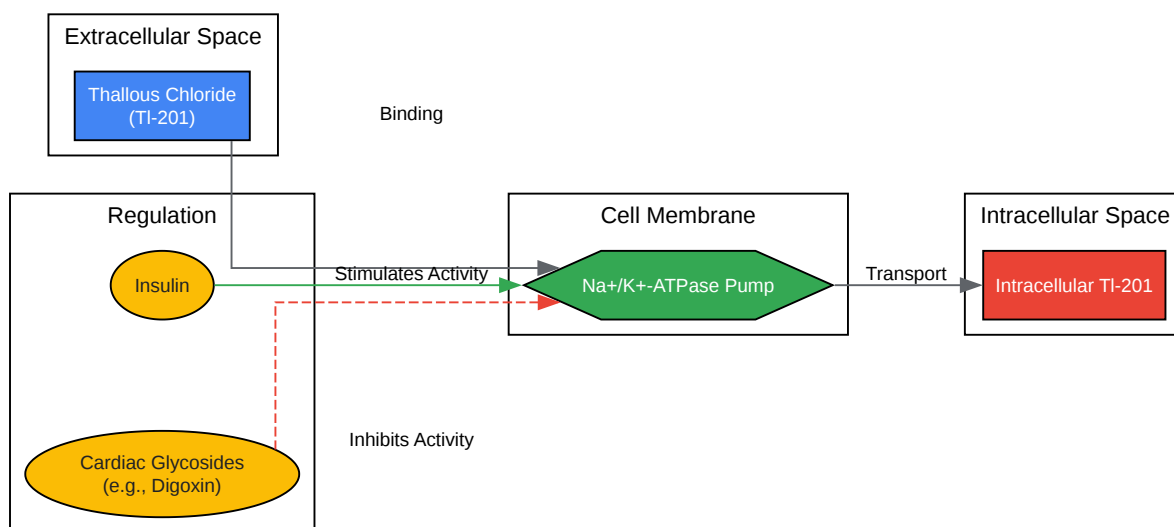 Extracellular Space
Thallous Chloride
(Tl-201)
Binding
Regulation
Cell Membrane
Intracellular Space
Insulin
Stimulates Activity
Na+/K+-ATPase Pump
Transport
Intracellular Tl-201
Inhibits Activity
Cardiac Glycosides
(e.g., Digoxin)